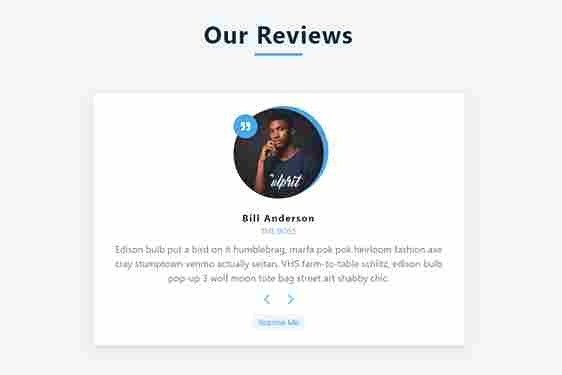 Our Reviews
Bill Anderson
THE BOSS
Edison bulb put a bird on it humblebrag, marfa pok pok heirloom fashion axe
cray stumptown venmo actually seitan. VHS farm-to-table schlitz, edison bulb
pop-up 3 wolf moon tote bag street art shabby chic.
Surprise Me